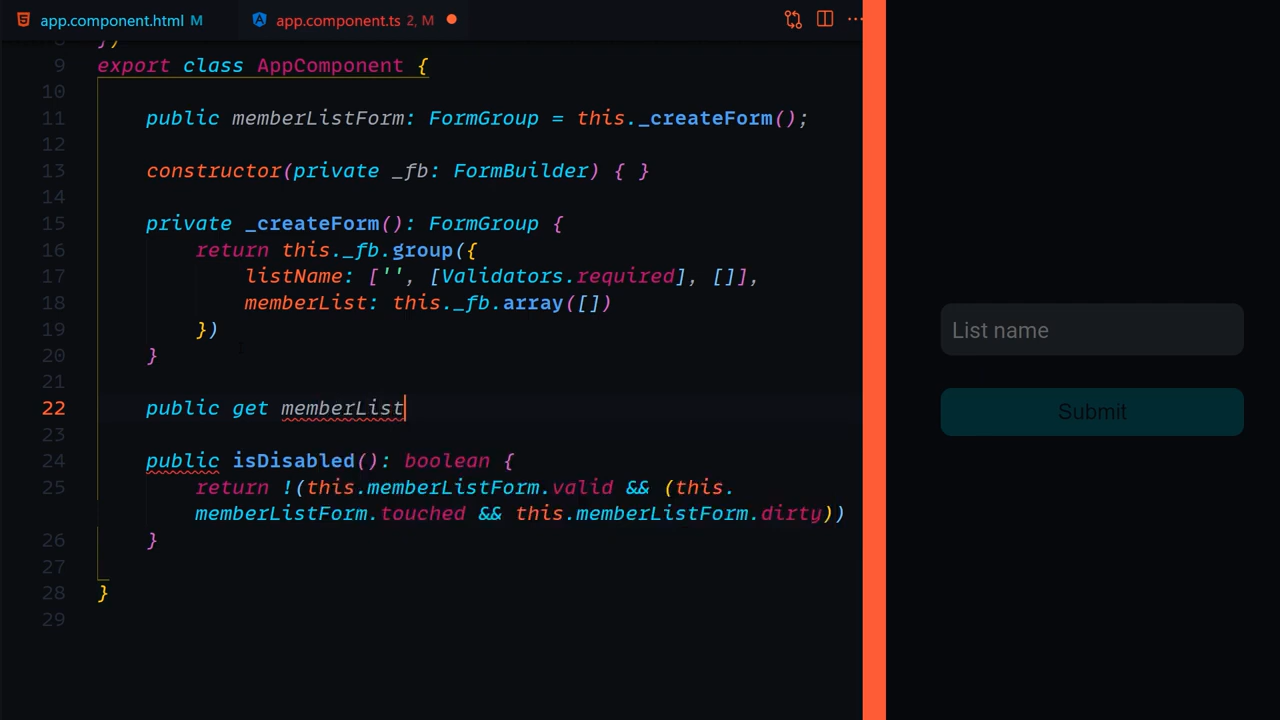 app.component.html M
app.component.ts 2, M
8 })
9 export class AppComponent {
10
11 public memberListForm: FormGroup = this._createForm();
12
13 constructor(private _fb: FormBuilder) { }
14
15 private _createForm(): FormGroup {
16 return this._fb.group({
17 listName: ['', [Validators.required], []],
18 memberList: this._fb.array([])
19 })
20 }
21
22 public get memberList
23
24 public isDisabled(): boolean {
25 return !(this.memberListForm.valid && (this.
memberListForm.touched && this.memberListForm.dirty))
26 }
27
28 }
29
List name
Submit